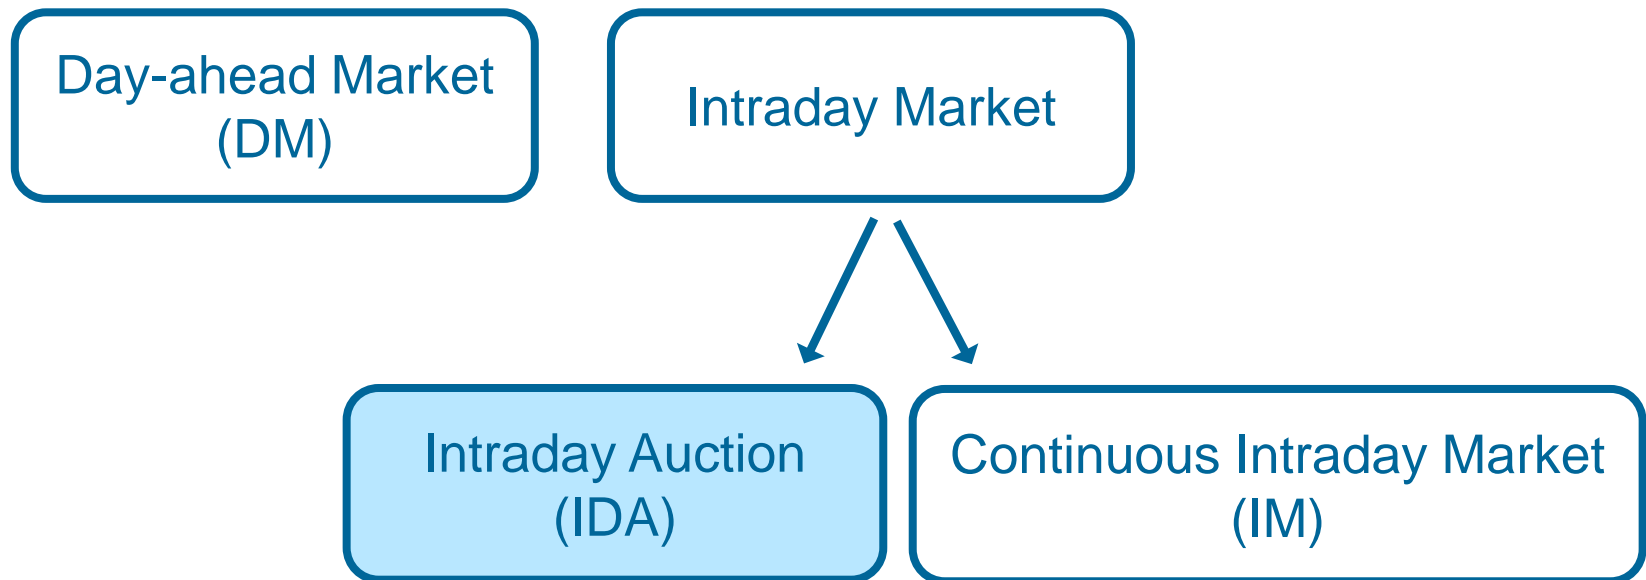 Day-ahead Market
(DM)
Intraday Market
Intraday Auction
(IDA)
Continuous Intraday Market
(IM)